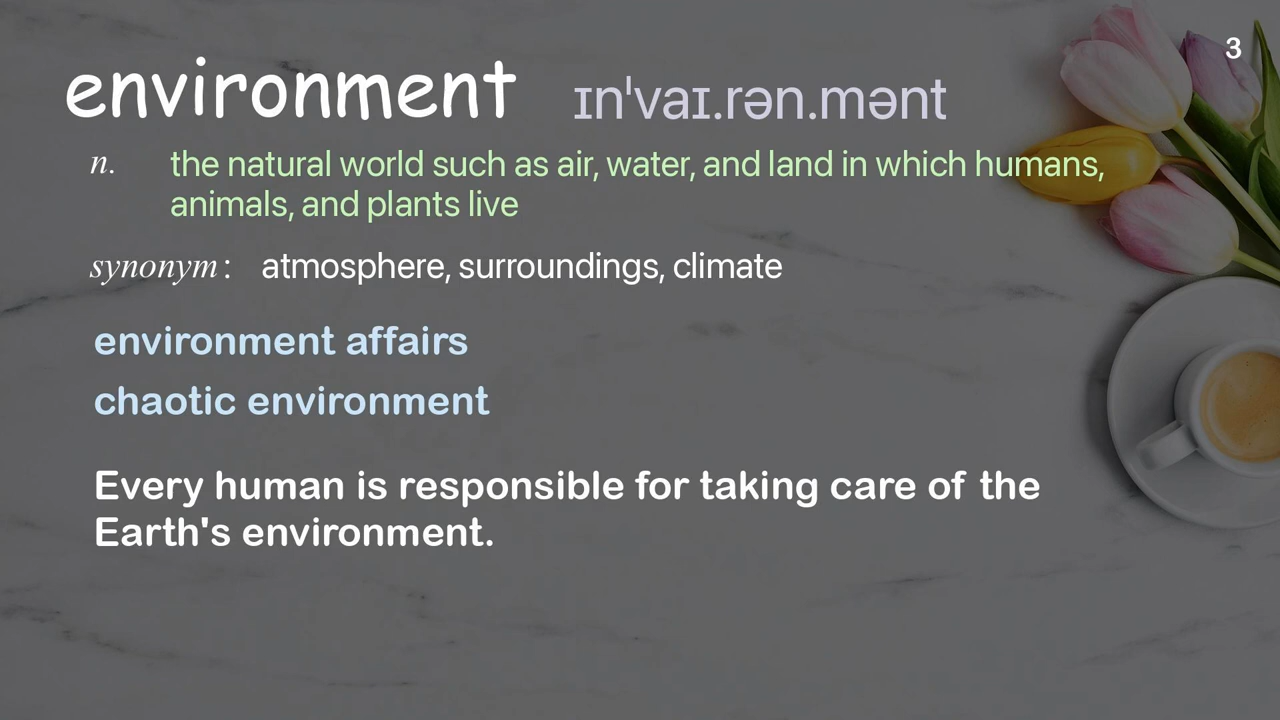 3
environment ɪnˈvaɪ.rən.mənt
n. the natural world such as air, water, and land in which humans,
animals, and plants live
synonym : atmosphere, surroundings, climate
environment affairs
chaotic environment
Every human is responsible for taking care of the
Earth's environment.